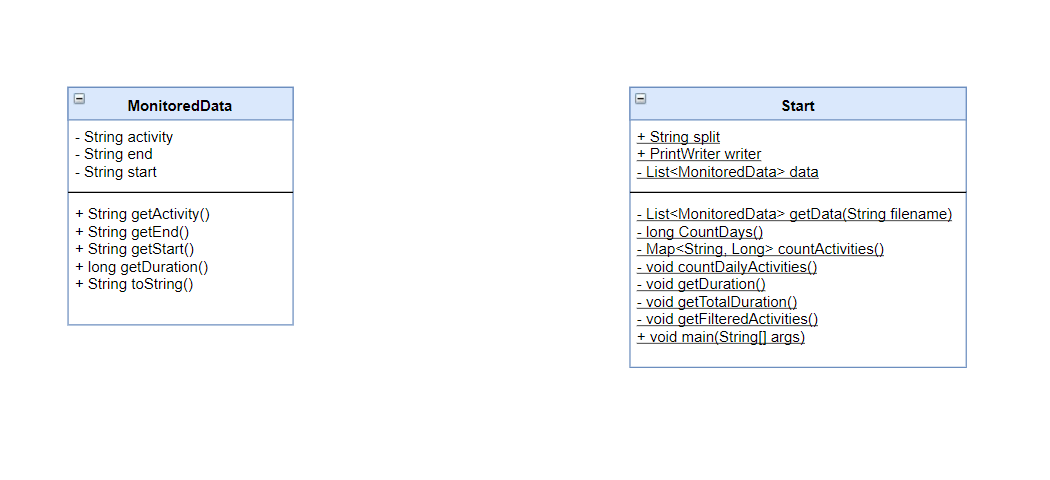 MonitoredData
- String activity
- String end
- String start
+ String getActivity()
+ String getEnd()
+ String getStart()
+ long getDuration()
+ String toString()
Start
+ String split
+ PrintWriter writer
- List<MonitoredData> data
- List<MonitoredData> getData(String filename)
- long CountDays()
- Map<String, Long> countActivities()
- void countDailyActivities()
- void getDuration()
- void getTotalDuration()
- void getFilteredActivities()
+ void main(String[] args)